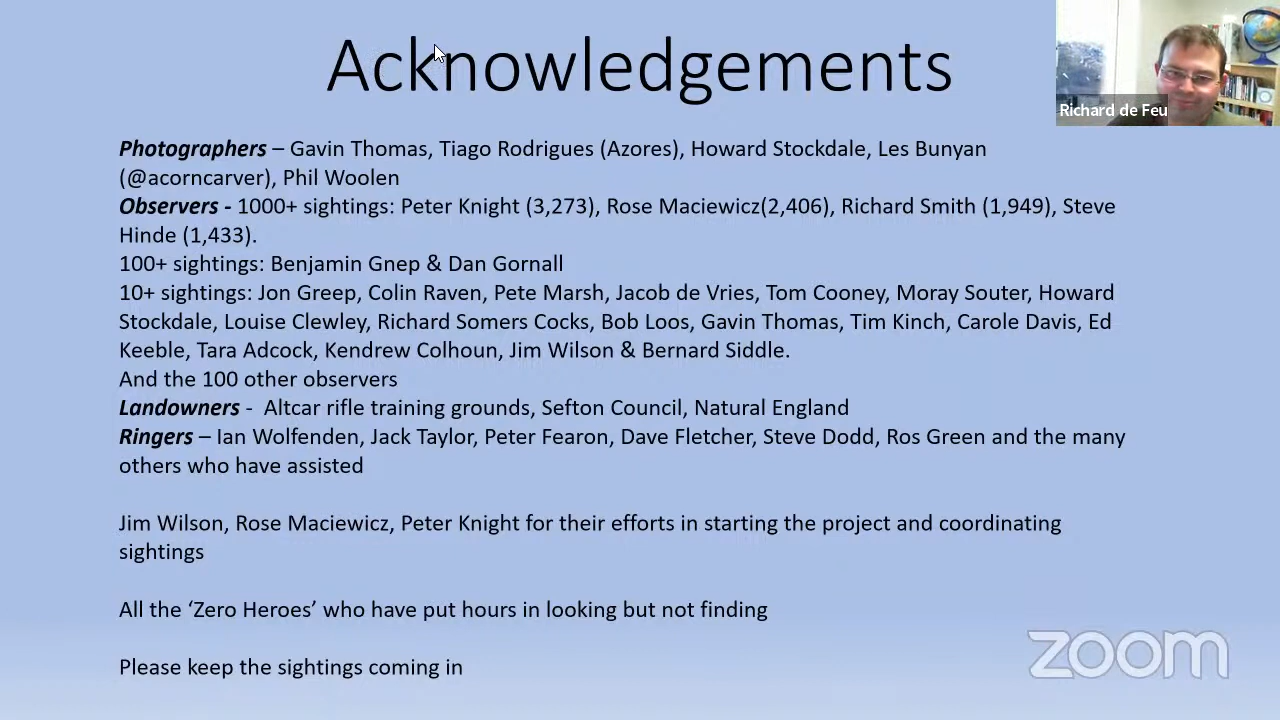 Acknowledgements
Richard de Feu
Photographers – Gavin Thomas, Tiago Rodrigues (Azores), Howard Stockdale, Les Bunyan
(@acorncarver), Phil Woolen
Observers - 1000+ sightings: Peter Knight (3,273), Rose Maciewicz(2,406), Richard Smith (1,949), Steve
Hinde (1,433).
100+ sightings: Benjamin Gnep & Dan Gornall
10+ sightings: Jon Greep, Colin Raven, Pete Marsh, Jacob de Vries, Tom Cooney, Moray Souter, Howard
Stockdale, Louise Clewley, Richard Somers Cocks, Bob Loos, Gavin Thomas, Tim Kinch, Carole Davis, Ed
Keeble, Tara Adcock, Kendrew Colhoun, Jim Wilson & Bernard Siddle.
And the 100 other observers
Landowners -  Altcar rifle training grounds, Sefton Council, Natural England
Ringers – Ian Wolfenden, Jack Taylor, Peter Fearon, Dave Fletcher, Steve Dodd, Ros Green and the many
others who have assisted
Jim Wilson, Rose Maciewicz, Peter Knight for their efforts in starting the project and coordinating
sightings
All the ‘Zero Heroes’ who have put hours in looking but not finding
Please keep the sightings coming in
zoom